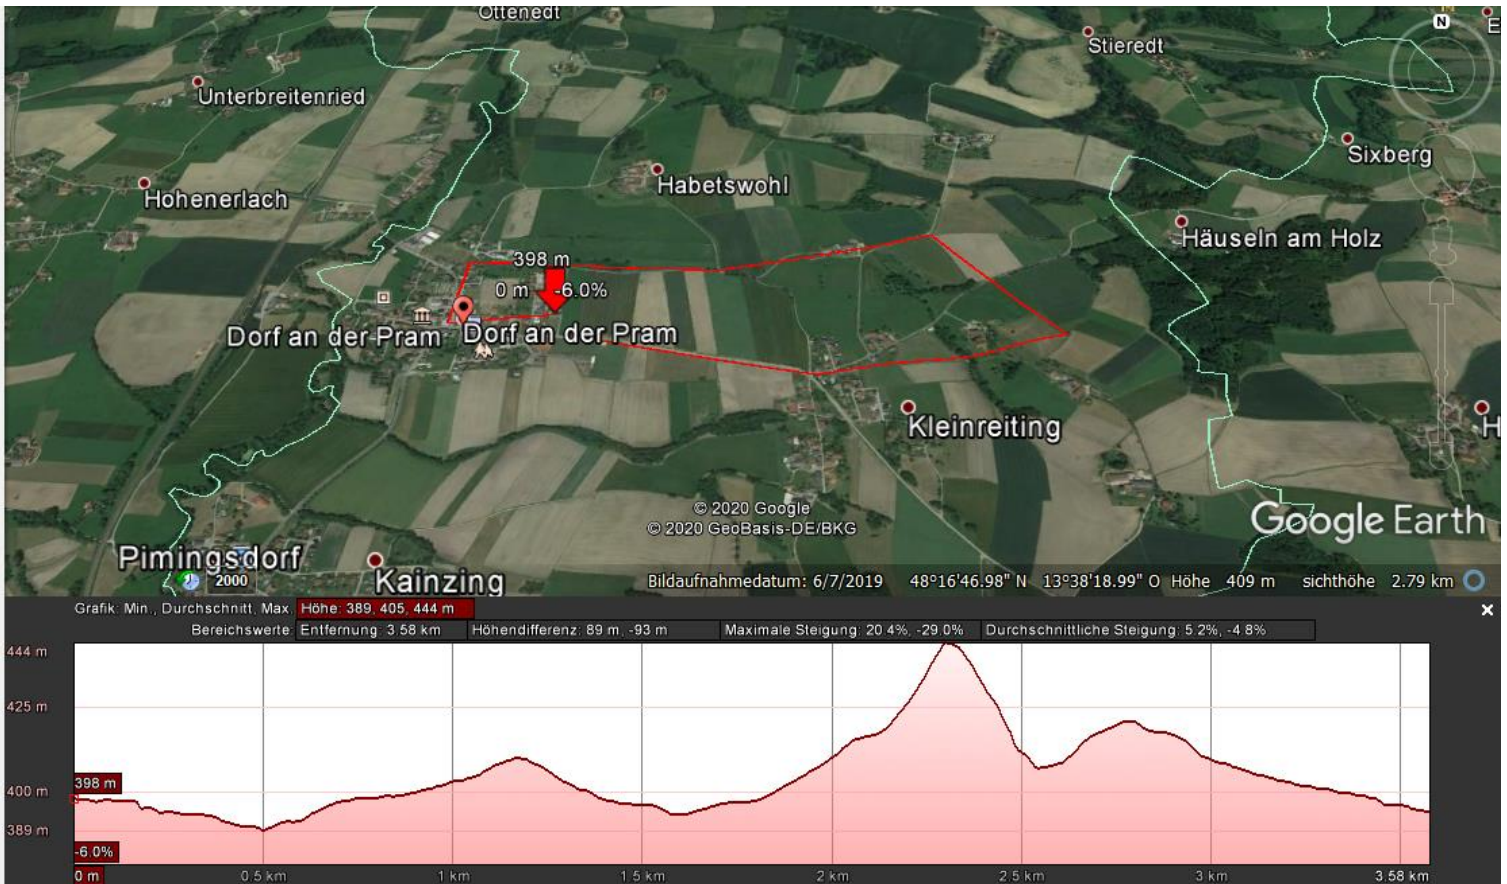 Ottenedt
N
Stieredt
Unterbreitenried
Sixberg
Habetswohl
Hohenerlach
Häuseln am Holz
398 m
0 m -6.0%
Dorf an der Pram
Dorf an der Pram
Kleinreiting
H
© 2020 Google
© 2020 GeoBasis-DE/BKG
Google Earth
Pimingsdorf
2000
Kainzing
Bildaufnahmedatum: 6/7/2019 48°16'46.98" N 13°38'18.99" O Höhe 409 m sichthöhe 2.79 km
Grafik: Min., Durchschnitt, Max. Höhe: 389, 405, 444 m
Bereichswerte: Entfernung: 3.58 km Höhendifferenz: 89 m, -93 m Maximale Steigung: 20.4%, -29.0% Durchschnittliche Steigung: 5.2%, -4.8%
444 m
425 m
398 m
400 m
389 m
-6.0%
0 m 0.5 km 1 km 1.5 km 2 km 2.5 km 3 km 3.58 km